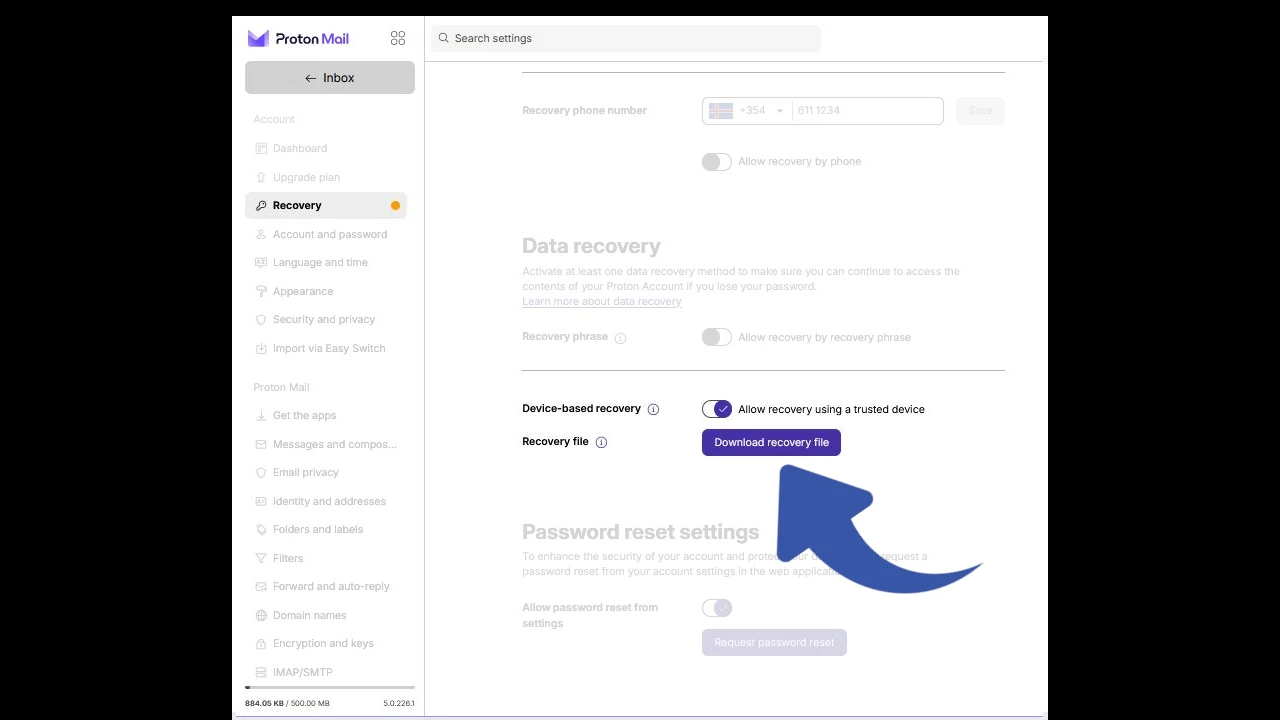 Proton Mail
Search settings
Inbox
Account
Dashboard
Upgrade plan
Recovery
Account and password
Language and time
Appearance
Security and privacy
Import via Easy Switch
Proton Mail
Get the apps
Messages and compos...
Email privacy
Identity and addresses
Folders and labels
Filters
Forward and auto-reply
Domain names
Encryption and keys
IMAP/SMTP
884.05 KB / 500.00 MB
5.0.226.1
Recovery phone number
+354
611 1234
Save
Allow recovery by phone
Data recovery
Activate at least one data recovery method to make sure you can continue to access the
contents of your Proton Account if you lose your password.
Learn more about data recovery
Recovery phrase
Allow recovery by recovery phrase
Device-based recovery
Allow recovery using a trusted device
Recovery file
Download recovery file
Password reset settings
To enhance the security of your account and request a
password reset from your account settings in the web
Allow password reset from
settings
Request password reset